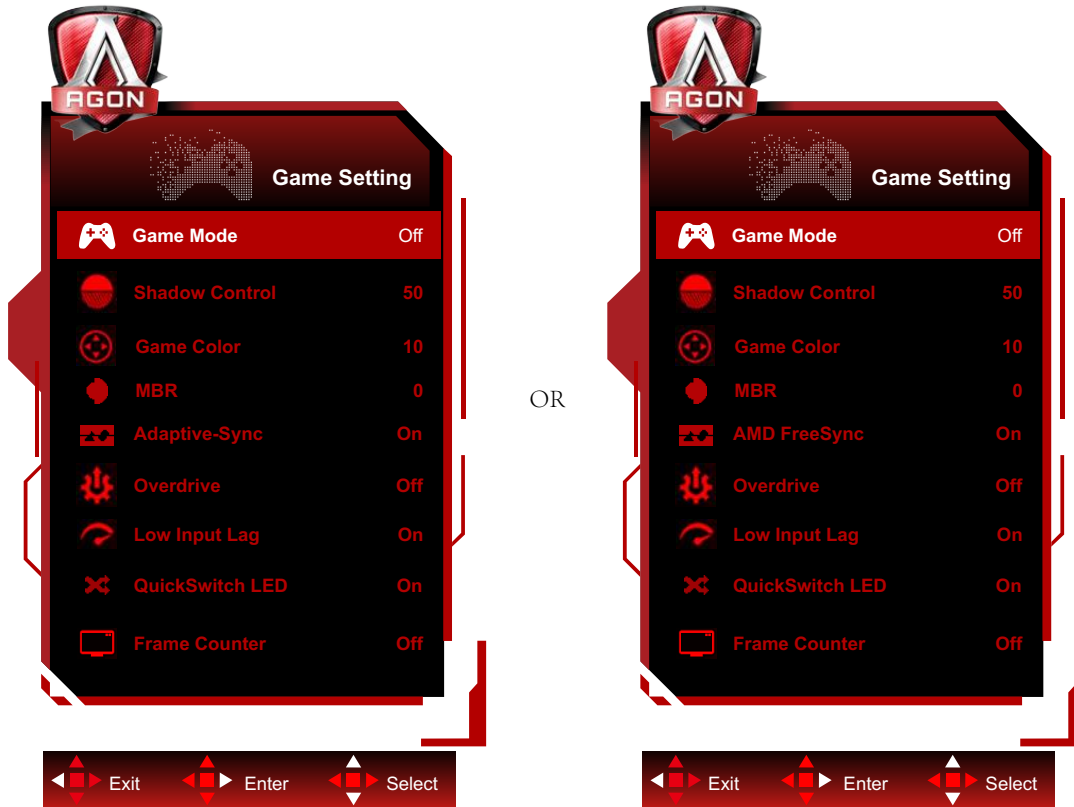 AGON
Game Setting
Game Mode Off
Shadow Control 50
Game Color 10
MBR 0
Adaptive-Sync On
Overdrive Off
Low Input Lag On
QuickSwitch LED On
Frame Counter Off
Exit Enter Select
OR
AGON
Game Setting
Game Mode Off
Shadow Control 50
Game Color 10
MBR 0
AMD FreeSync On
Overdrive Off
Low Input Lag On
QuickSwitch LED On
Frame Counter Off
Exit Enter Select